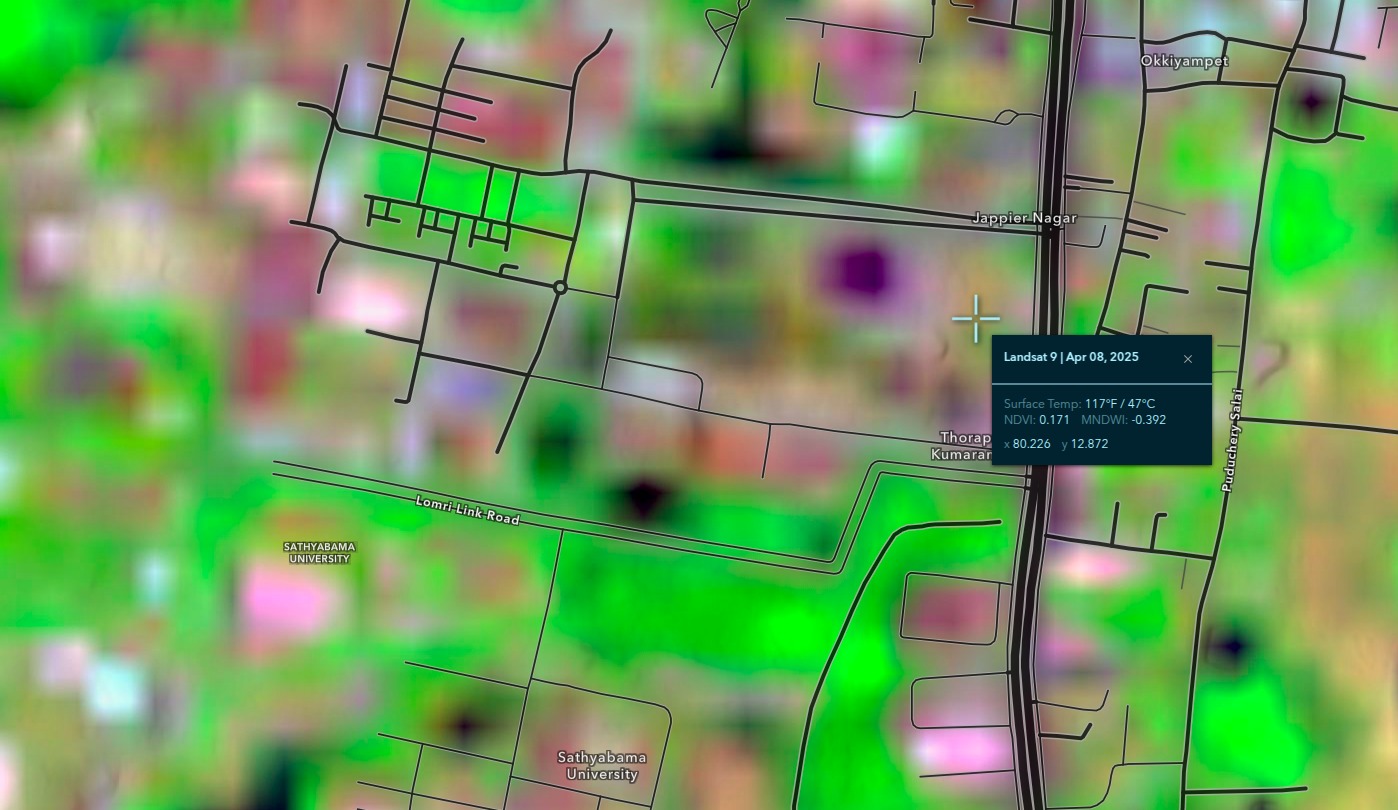 Okkiyampet
Jappier Nagar
Landsat 9 | Apr 08, 2025
×
Surface Temp: 117°F / 47°C
NDVI: 0.171 MNDWI: -0.392
x 80.226 y 12.872
Thorap
Kumaran
Puduchery Salai
Lomri Link Road
SATHYABAMA
UNIVERSITY
Sathyabama
University